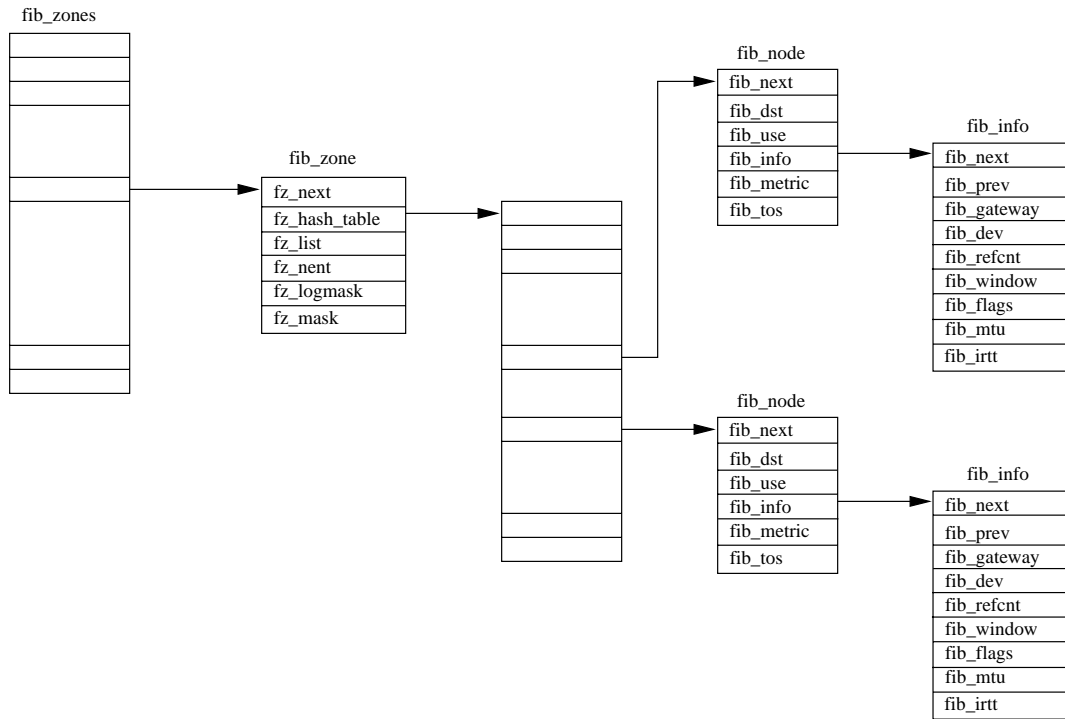 fib_zones
fib_zone
fz_next
fz_hash_table
fz_list
fz_nent
fz_logmask
fz_mask
fib_node
fib_next
fib_dst
fib_use
fib_info
fib_metric
fib_tos
fib_info
fib_next
fib_prev
fib_gateway
fib_dev
fib_refcnt
fib_window
fib_flags
fib_mtu
fib_irtt
fib_node
fib_next
fib_dst
fib_use
fib_info
fib_metric
fib_tos
fib_info
fib_next
fib_prev
fib_gateway
fib_dev
fib_refcnt
fib_window
fib_flags
fib_mtu
fib_irtt